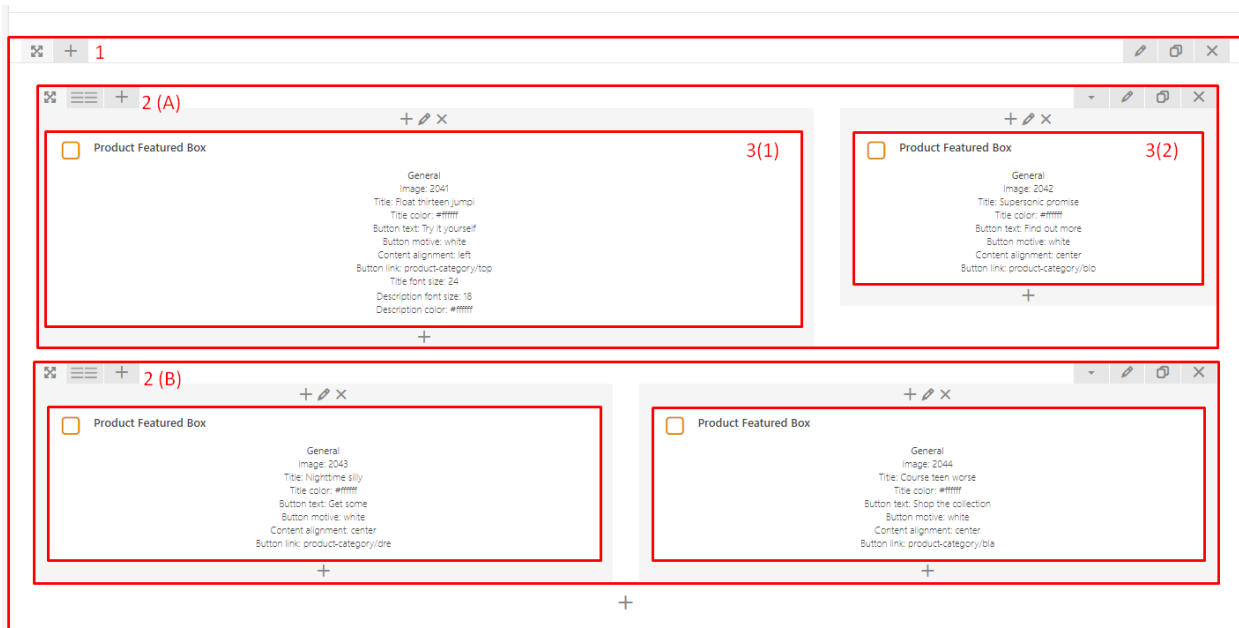 1
2 (A)
Product Featured Box
3(1)
General
Image: 2041
Title: Float thirteen jumpi
Title color: #ffffff
Button text: Try it yourself
Button motive: white
Content alignment: left
Button link: product-category/top
Title font size: 24
Description font size: 18
Description color: #ffffff
Product Featured Box
3(2)
General
Image: 2042
Title: Supersonic promise
Title color: #ffffff
Button text: Find out more
Button motive: white
Content alignment: center
Button link: product-category/blo
2 (B)
Product Featured Box
General
Image: 2043
Title: Nighttime silly
Title color: #ffffff
Button text: Get some
Button motive: white
Content alignment: center
Button link: product-category/dre
Product Featured Box
General
Image: 2044
Title: Course teen worse
Title color: #ffffff
Button text: Shop the collection
Button motive: white
Content alignment: center
Button link: product-category/bla